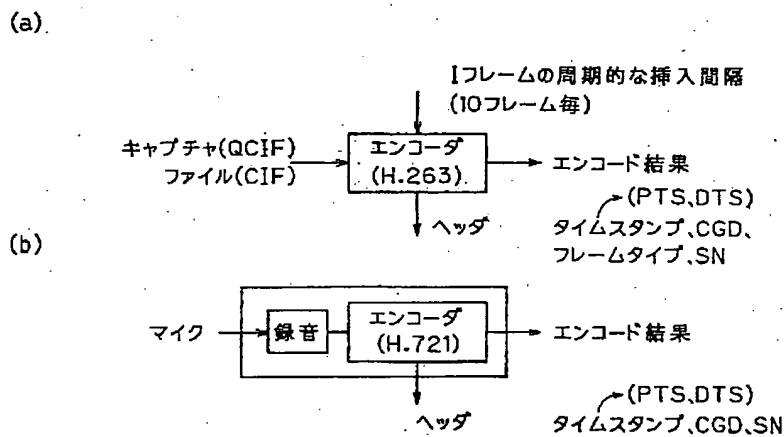 (a)
Iフレームの周期的な挿入間隔
(10フレーム毎)
キャプチャ(QCIF)
ファイル(CIF)
エンコーダ
(H.263)
エンコード結果
(PTS、DTS)
ヘッダ
タイムスタンプ、CGD、
フレームタイプ、SN
(b)
マイク
録音
エンコーダ
(H.721)
エンコード結果
(PTS、DTS)
ヘッダ
タイムスタンプ、CGD、SN